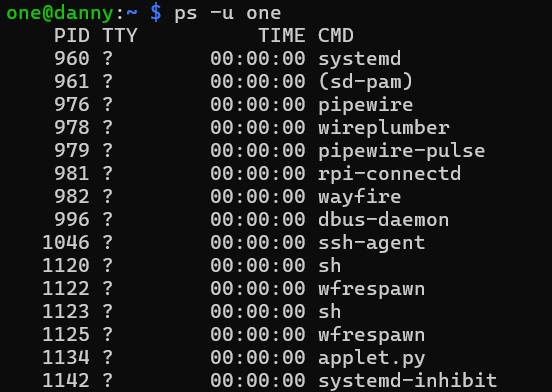 one@danny:~ $ ps -u one
    PID TTY          TIME CMD
    960 ?        00:00:00 systemd
    961 ?        00:00:00 (sd-pam)
    976 ?        00:00:00 pipewire
    978 ?        00:00:00 wireplumber
    979 ?        00:00:00 pipewire-pulse
    981 ?        00:00:00 rpi-connectd
    982 ?        00:00:00 wayfire
    996 ?        00:00:00 dbus-daemon
   1046 ?        00:00:00 ssh-agent
   1120 ?        00:00:00 sh
   1122 ?        00:00:00 wfrespawn
   1123 ?        00:00:00 sh
   1125 ?        00:00:00 wfrespawn
   1134 ?        00:00:00 applet.py
   1142 ?        00:00:00 systemd-inhibit